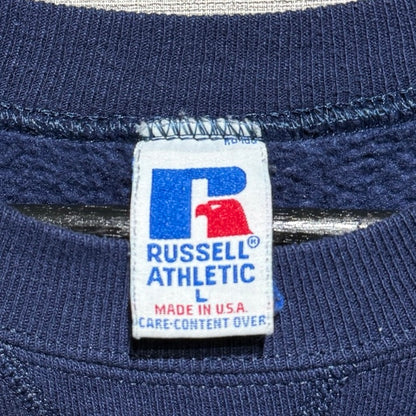 R
RUSSELL®
ATHLETIC
L
MADE IN U.S.A.
CARE-CONTENT OVER